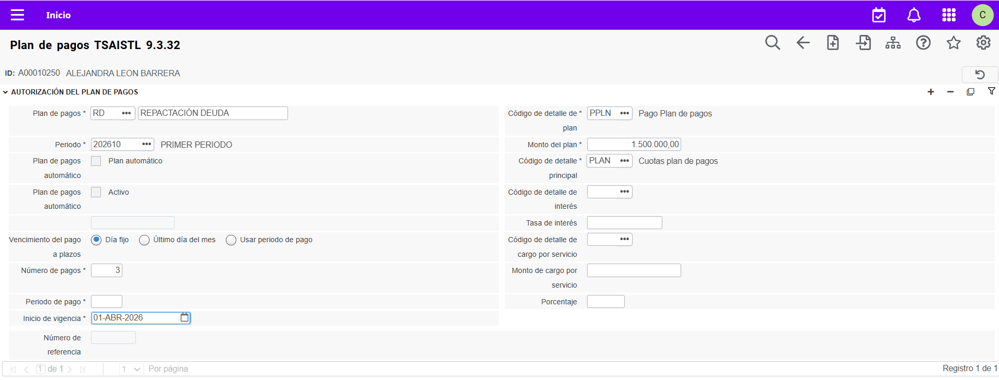 Inicio
C
Plan de pagos TSAISTL 9.3.32
ID: A00010250 ALEJANDRA LEON BARRERA
AUTORIZACIÓN DEL PLAN DE PAGOS
Plan de pagos * RD ••• REPACTACIÓN DEUDA
Código de detalle de * PPLN ••• Pago Plan de pagos
plan
Periodo * 202610 ••• PRIMER PERIODO
Monto del plan * 1.500.000,00
Plan de pagos Plan automático
automático
Código de detalle * PLAN ••• Cuotas plan de pagos
principal
Plan de pagos Activo
automático
Código de detalle de •••
interés
Tasa de interés
Vencimiento del pago Día fijo Último día del mes Usar periodo de pago
a plazos
Código de detalle de •••
cargo por servicio
Número de pagos * 3
Monto de cargo por
servicio
Periodo de pago *
Porcentaje
Inicio de vigencia * 01-ABR-2026
Número de
referencia
1 de 1 1 Por página
Registro 1 de 1